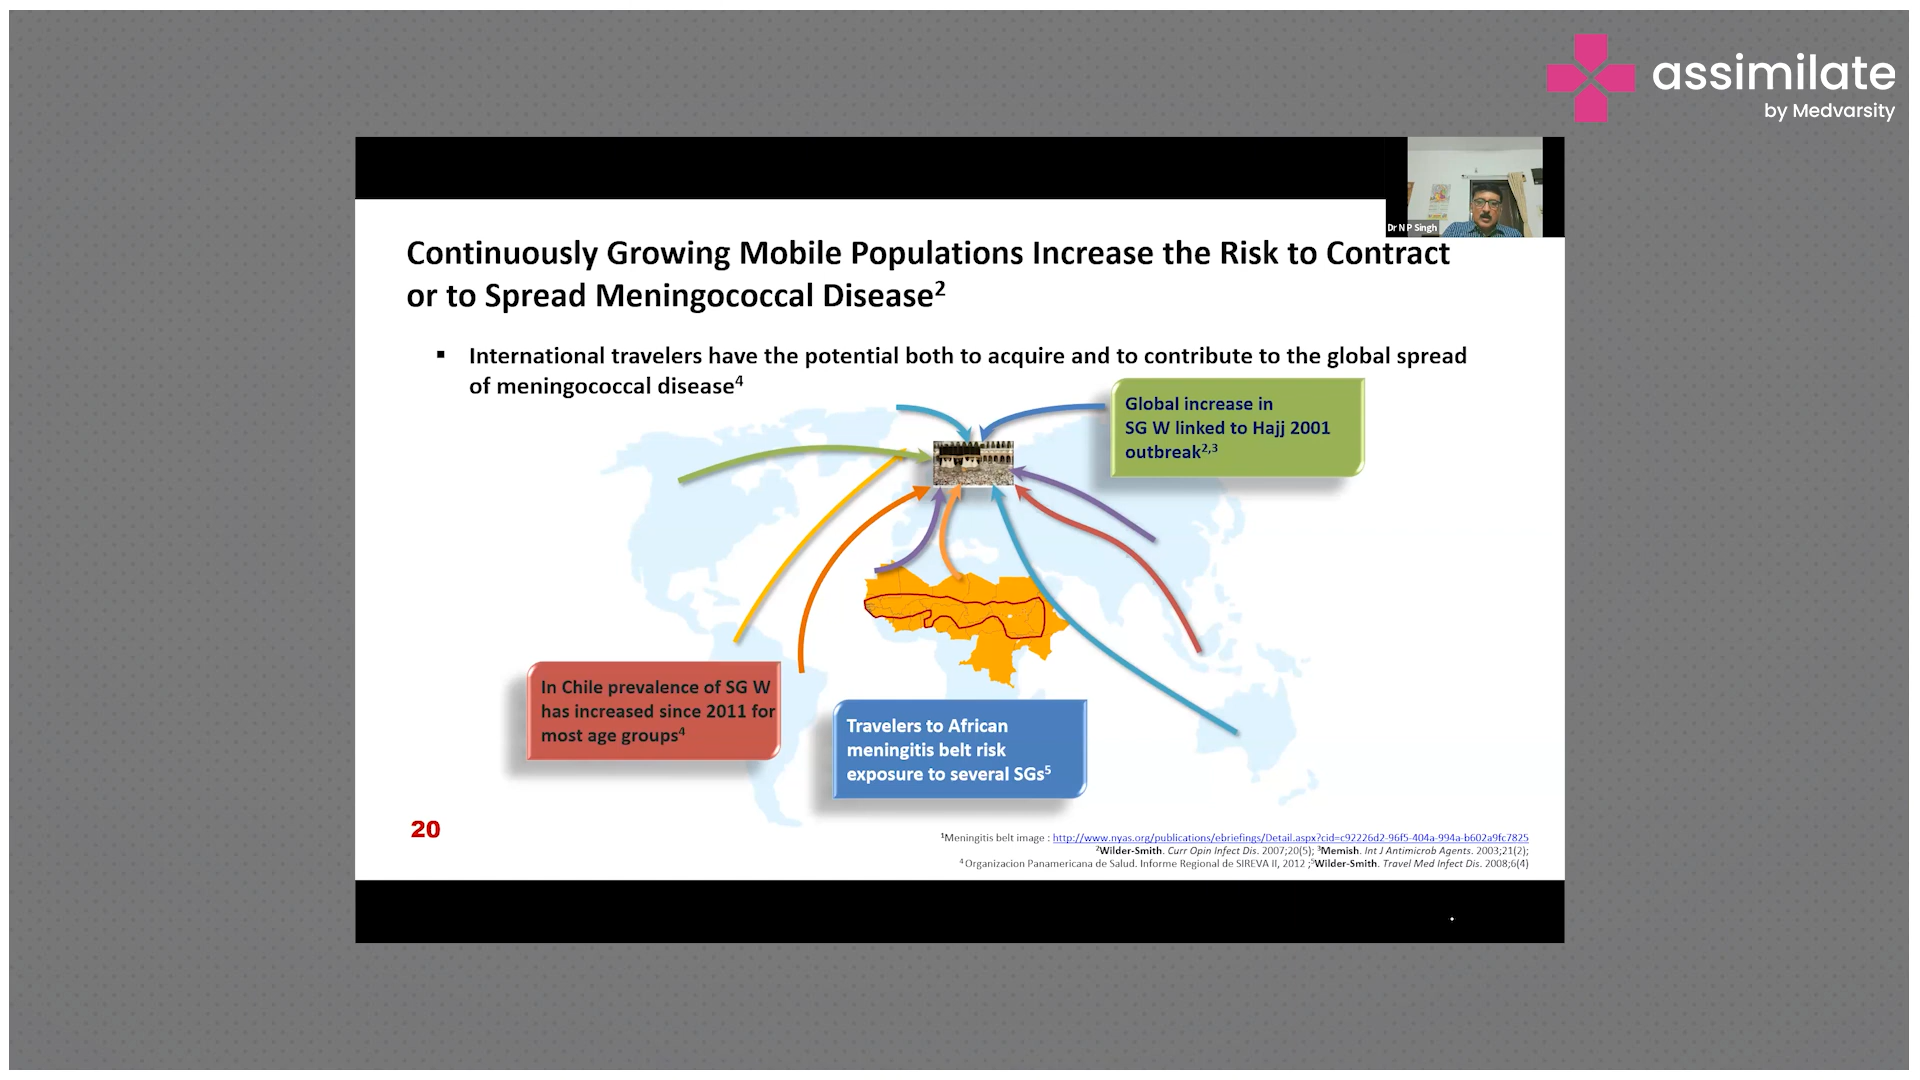 assimilate
by Medvarsity
Dr N P Singh
Continuously Growing Mobile Populations Increase the Risk to Contract
or to Spread Meningococcal Disease2
▪ International travelers have the potential both to acquire and to contribute to the global spread
of meningococcal disease4
Global increase in
SG W linked to Hajj 2001
outbreak2,3
In Chile prevalence of SG W
has increased since 2011 for
most age groups4
Travelers to African
meningitis belt risk
exposure to several SGs5
20
1Meningitis belt image : http://www.nyas.org/publications/ebriefings/Detail.aspx?cid=c92226d2-96f5-404a-994a-b602a9fc7825
2Wilder-Smith. Curr Opin Infect Dis. 2007;20(5); 3Memish. Int J Antimicrob Agents. 2003;21(2);
4Organizacion Panamericana de Salud. Informe Regional de SIREVA II, 2012 ;5Wilder-Smith. Travel Med Infect Dis. 2008;6(4)